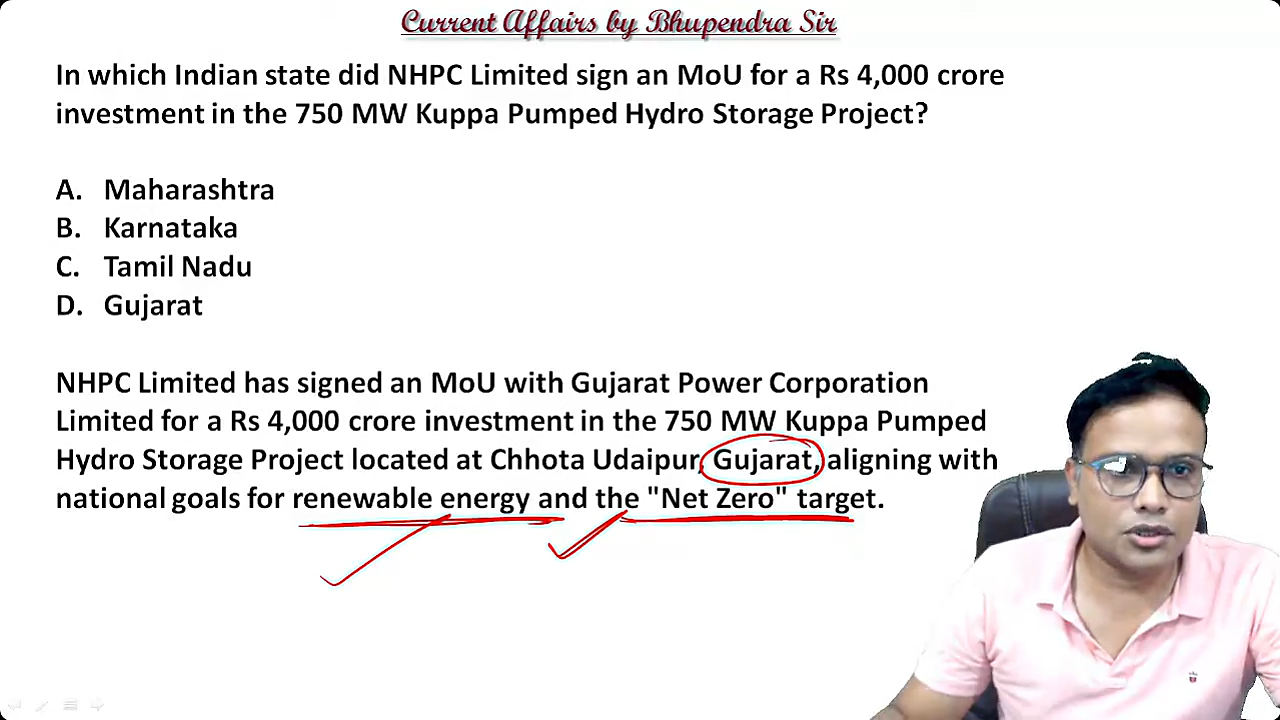 Current Affairs by Bhupendra Sir
In which Indian state did NHPC Limited sign an MoU for a Rs 4,000 crore
investment in the 750 MW Kuppa Pumped Hydro Storage Project?
A. Maharashtra
B. Karnataka
C. Tamil Nadu
D. Gujarat
NHPC Limited has signed an MoU with Gujarat Power Corporation
Limited for a Rs 4,000 crore investment in the 750 MW Kuppa Pumped
Hydro Storage Project located at Chhota Udaipur, Gujarat, aligning with
national goals for renewable energy and the "Net Zero" target.